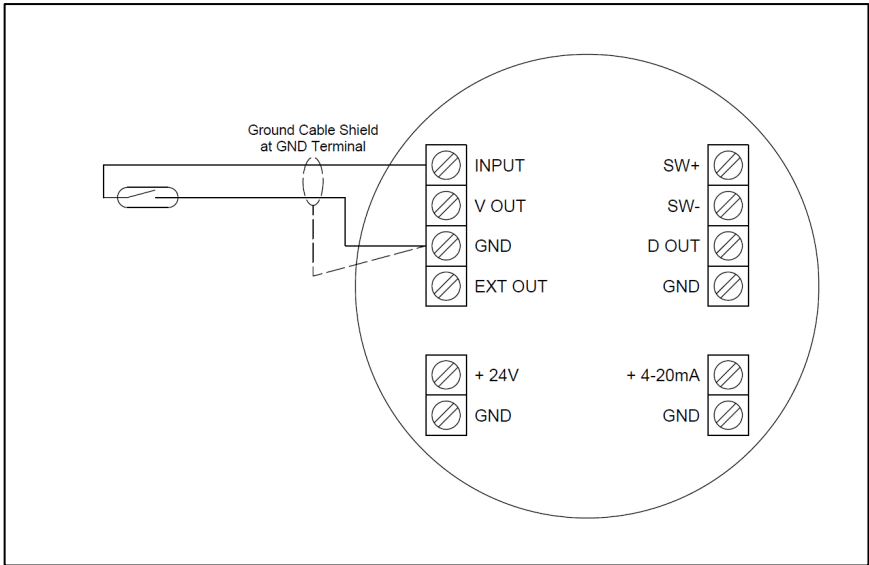 Ground Cable Shield
at GND Terminal
INPUT
V OUT
GND
EXT OUT
SW+
SW-
D OUT
GND
+ 24V
GND
+ 4-20mA
GND